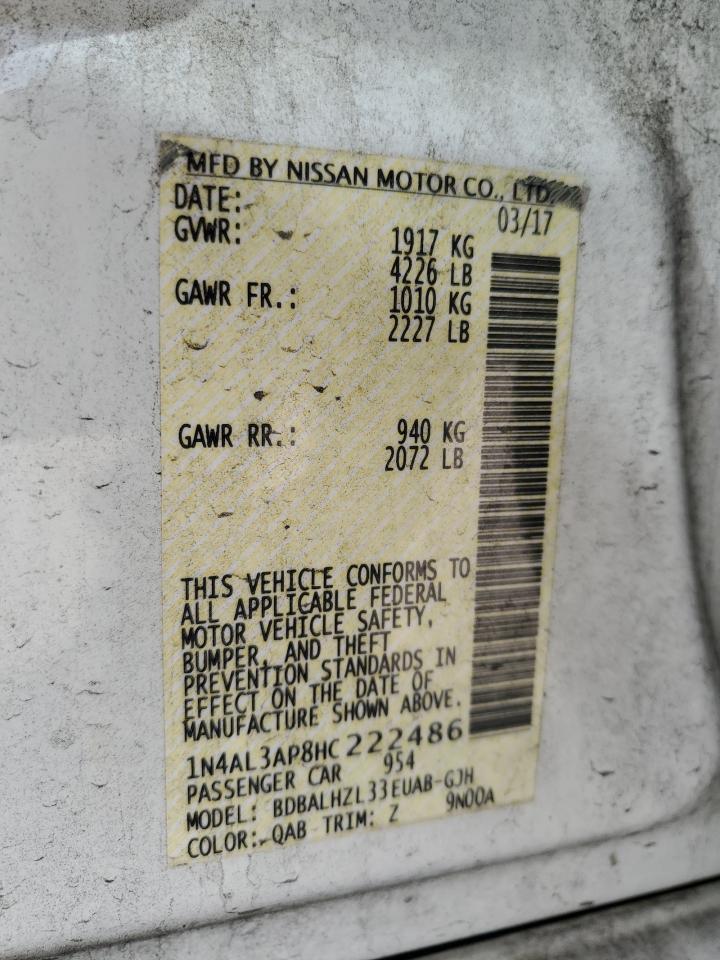 MFD BY NISSAN MOTOR CO., LTD.
DATE: 03/17
GVWR: 1917 KG
4226 LB
GAWR FR.: 1010 KG
2227 LB
GAWR RR.: 940 KG
2072 LB
THIS VEHICLE CONFORMS TO
ALL APPLICABLE FEDERAL
MOTOR VEHICLE SAFETY,
BUMPER, AND THEFT
PREVENTION STANDARDS IN
EFFECT ON THE DATE OF
MANUFACTURE SHOWN ABOVE.
1N4AL3AP8HC222486
PASSENGER CAR 954
MODEL: BDBALHZL33EUAB-GJH
COLOR: QAB TRIM: Z 9N00A